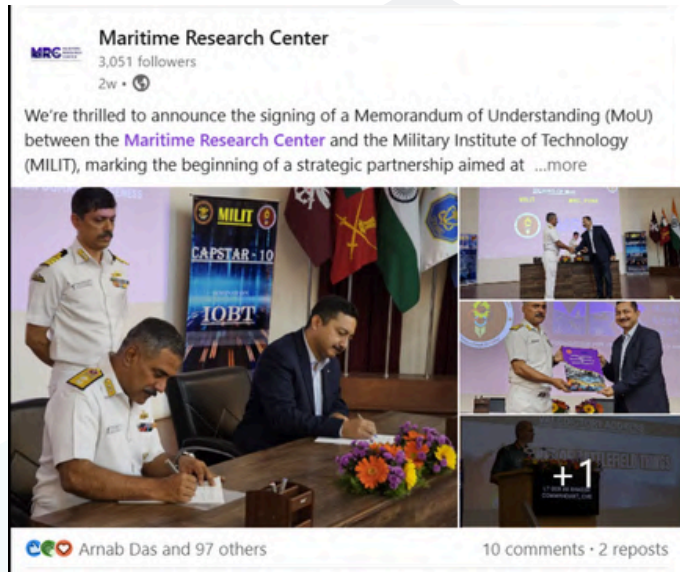 MRC
Maritime Research Center
3,051 followers
2w •
We're thrilled to announce the signing of a Memorandum of Understanding (MoU)
between the Maritime Research Center and the Military Institute of Technology
(MILIT), marking the beginning of a strategic partnership aimed at ...more
MILIT
CAPSTAR - 10
IOBT
MILIT
+1
Arnab Das and 97 others
10 comments • 2 reposts